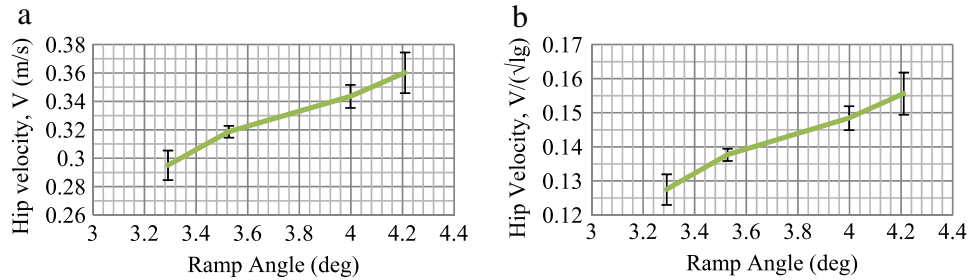 a
Hip velocity, V (m/s)
0.38
0.36
0.34
0.32
0.3
0.28
0.26
3 3.2 3.4 3.6 3.8 4 4.2 4.4
Ramp Angle (deg)
b
Hip Velocity, V/(√lg)
0.17
0.16
0.15
0.14
0.13
0.12
3 3.2 3.4 3.6 3.8 4 4.2 4.4
Ramp Angle (deg)